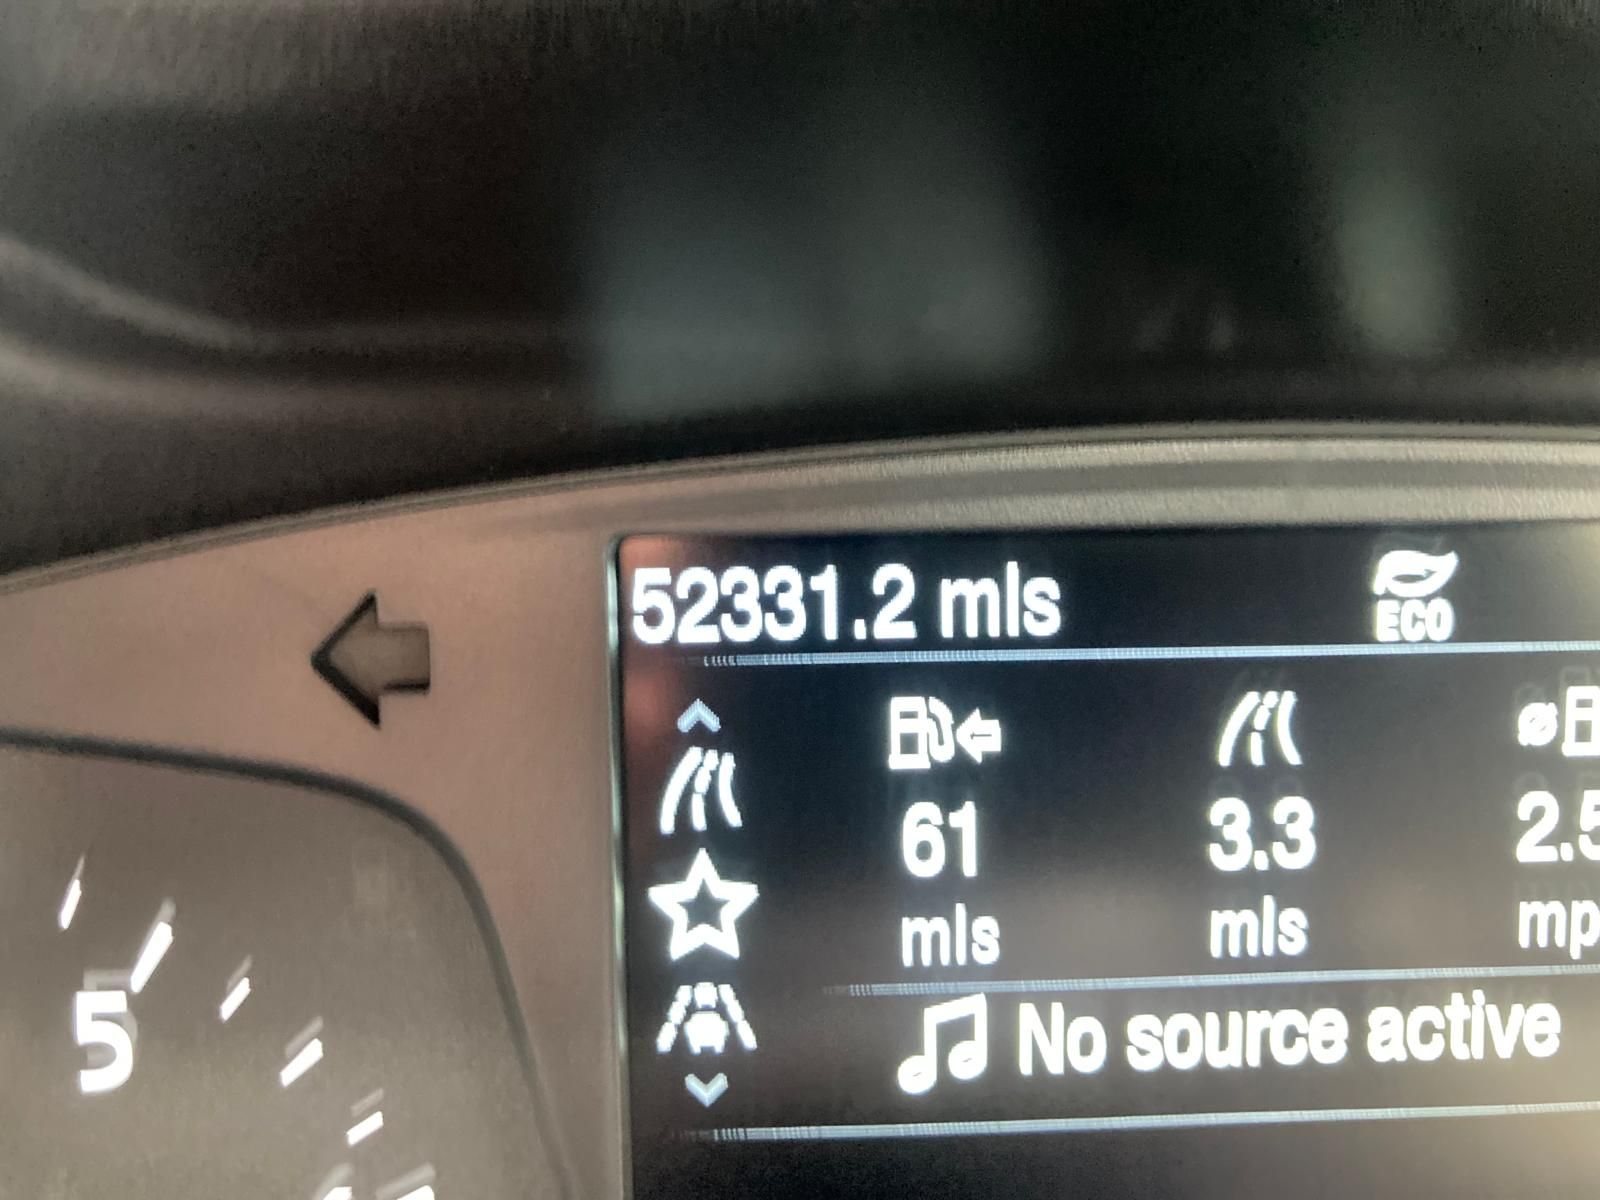 52331.2 mls
ECO
61 3.3
mls mls
No source active
5